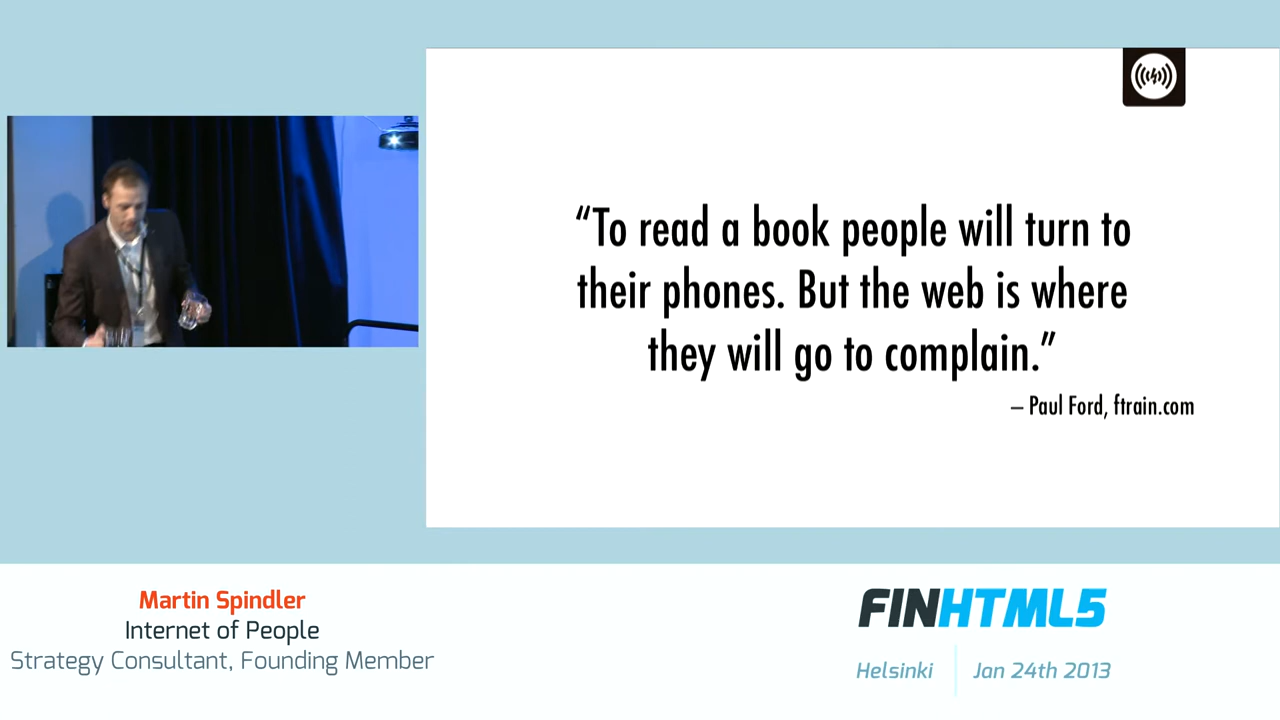 “To read a book people will turn to
their phones. But the web is where
they will go to complain.”
– Paul Ford, ftrain.com
Martin Spindler
Internet of People
Strategy Consultant, Founding Member
FINHTML5
Helsinki
Jan 24th 2013